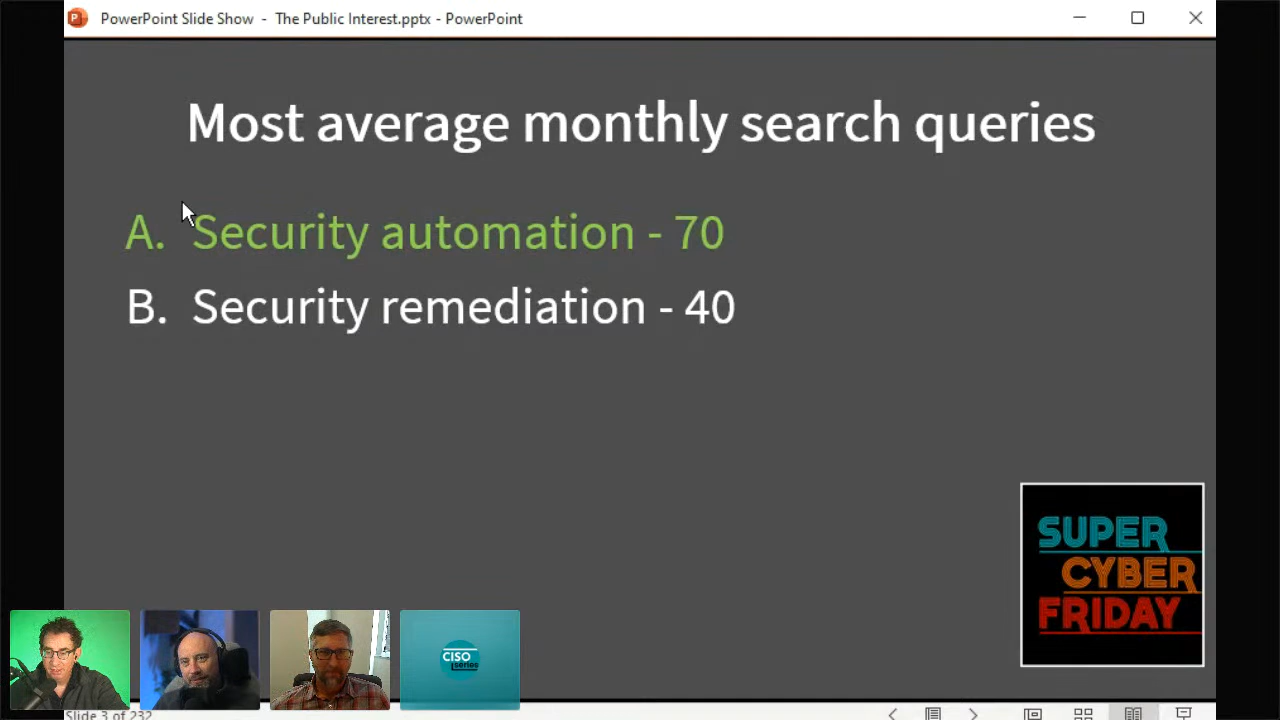 PowerPoint Slide Show - The Public Interest.pptx - PowerPoint
Most average monthly search queries
A. Security automation - 70
B. Security remediation - 40
SUPER
CYBER
FRIDAY
CISO
series
Slide 3 of 232